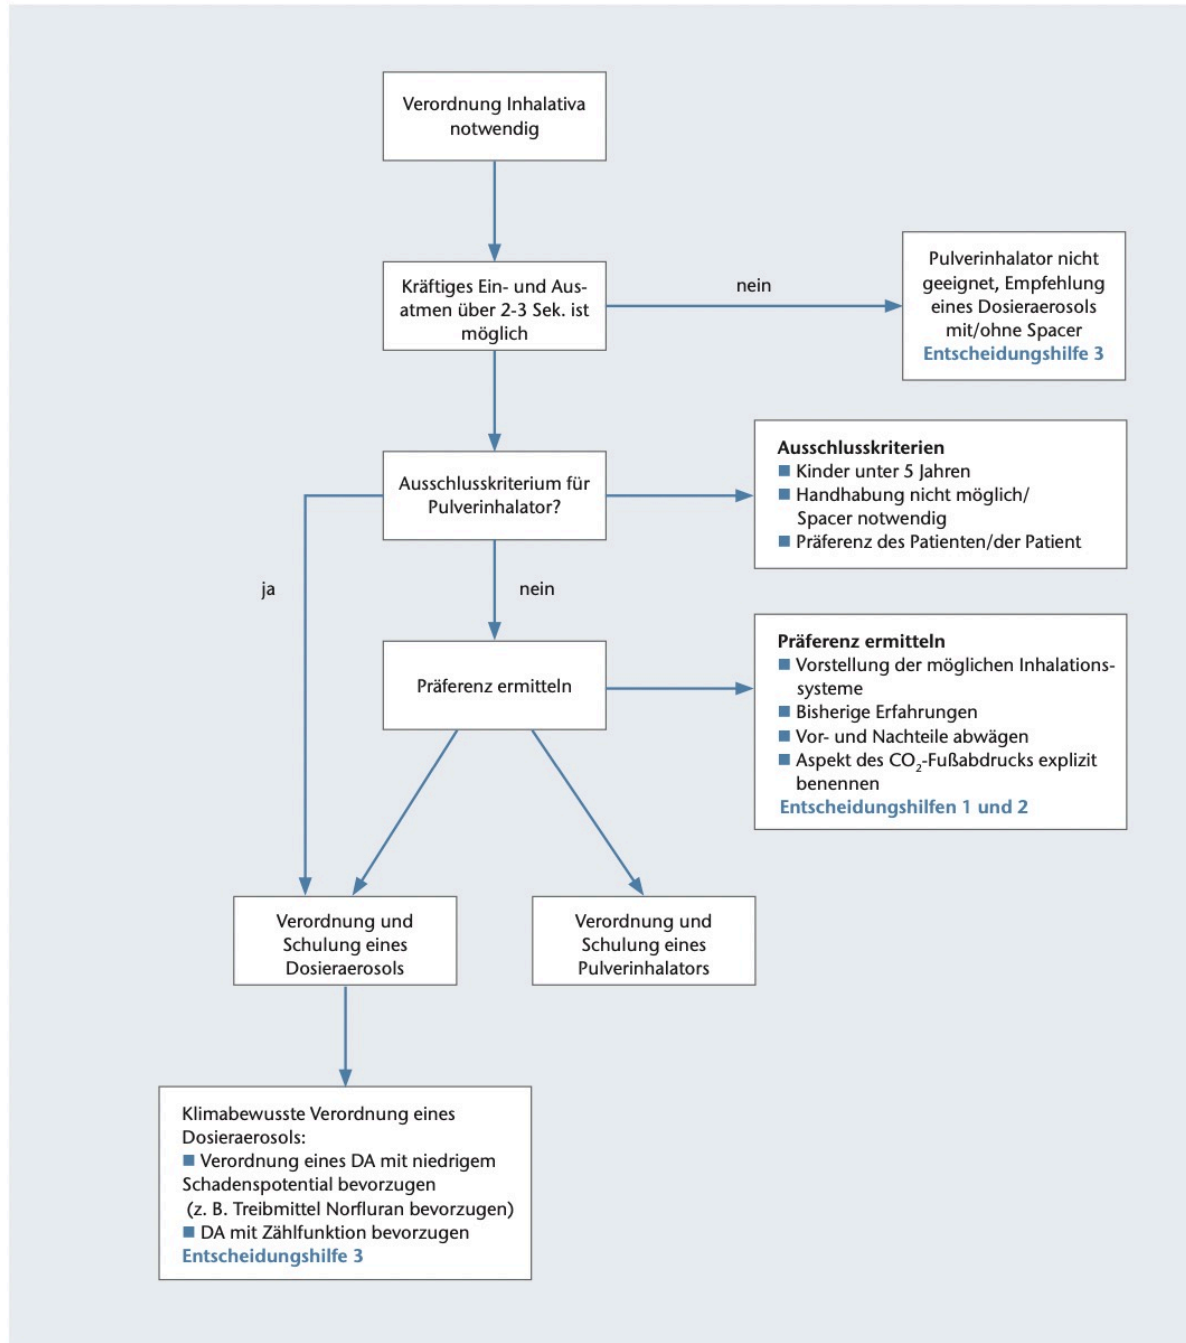 Verordnung Inhalativa
notwendig
Kräftiges Ein- und Aus-
atmen über 2-3 Sek. ist
möglich
nein
Pulverinhalator nicht
geeignet, Empfehlung
eines Dosieraerosols
mit/ohne Spacer
Entscheidungshilfe 3
Ausschlusskriterium für
Pulverinhalator?
Ausschlusskriterien
■ Kinder unter 5 Jahren
■ Handhabung nicht möglich/
Spacer notwendig
■ Präferenz des Patienten/der Patient
ja
nein
Präferenz ermitteln
Präferenz ermitteln
■ Vorstellung der möglichen Inhalations-
systeme
■ Bisherige Erfahrungen
■ Vor- und Nachteile abwägen
■ Aspekt des CO₂-Fußabdrucks explizit
benennen
Entscheidungshilfen 1 und 2
Verordnung und
Schulung eines
Dosieraerosols
Verordnung und
Schulung eines
Pulverinhalators
Klimabewusste Verordnung eines
Dosieraerosols:
■ Verordnung eines DA mit niedrigem
Schadenspotential bevorzugen
(z. B. Treibmittel Norfluran bevorzugen)
■ DA mit Zählfunktion bevorzugen
Entscheidungshilfe 3